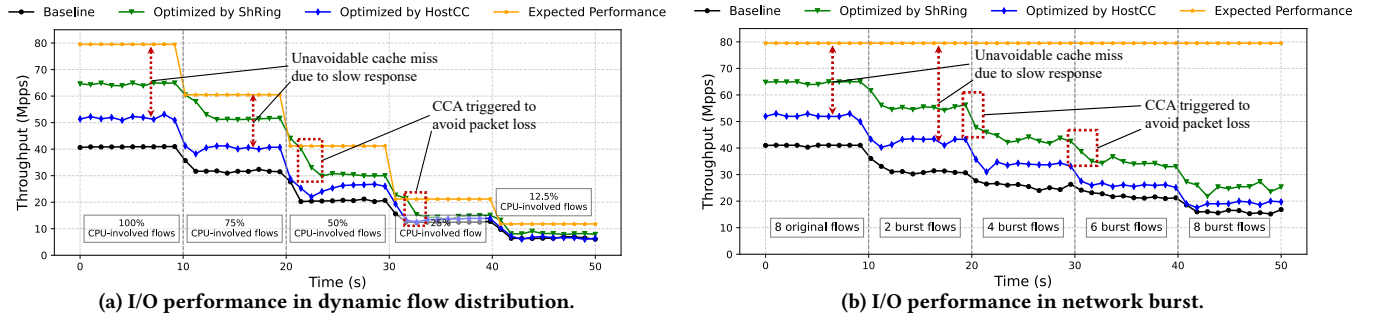 Baseline Optimized by ShRing Optimized by HostCC Expected Performance
Throughput (Mpps)
80
70
60
50
40
30
20
10
0
Unavoidable cache miss
due to slow response
CCA triggered to
avoid packet loss
100%
CPU-involved flows
75%
CPU-involved flows
50%
CPU-involved flows
25%
CPU-involved flow
12.5%
CPU-involved flows
0 10 20 30 40 50
Time (s)
(a) I/O performance in dynamic flow distribution.
Baseline Optimized by ShRing Optimized by HostCC Expected Performance
Throughput (Mpps)
80
70
60
50
40
30
20
10
0
Unavoidable cache miss
due to slow response
CCA triggered to
avoid packet loss
8 original flows
2 burst flows
4 burst flows
6 burst flows
8 burst flows
0 10 20 30 40 50
Time (s)
(b) I/O performance in network burst.